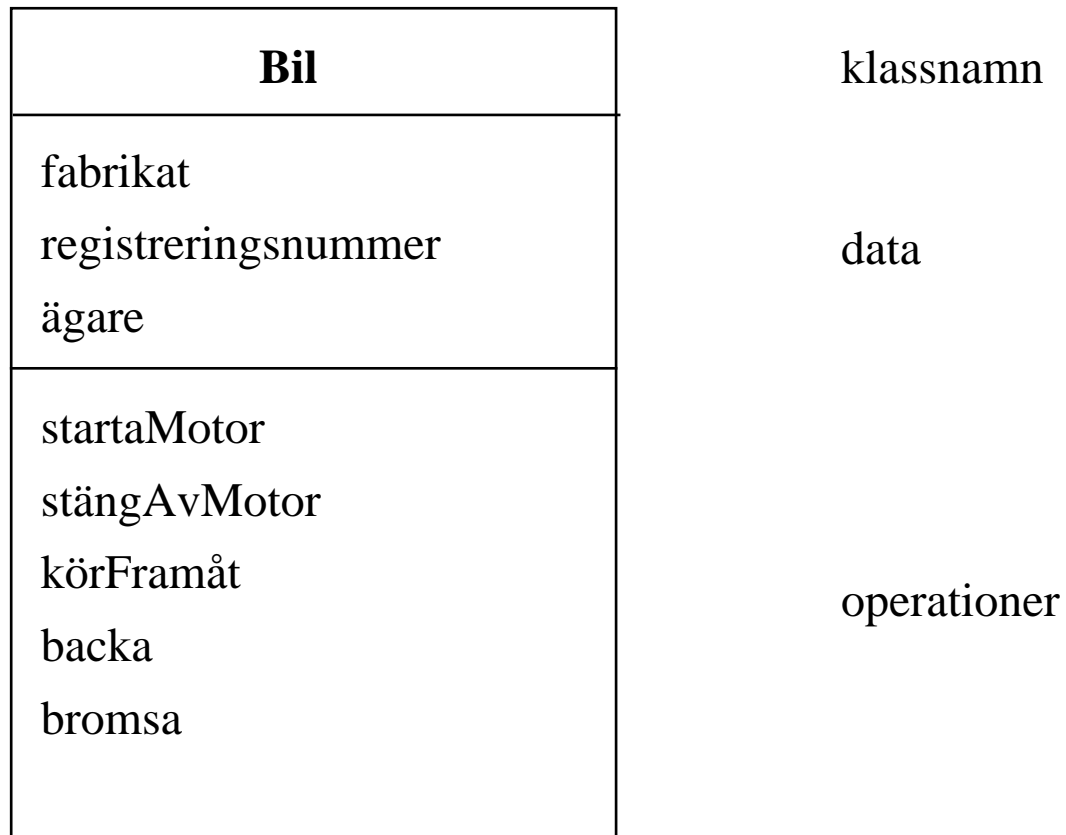 Bil
klassnamn
fabrikat
registreringsnummer
ägare
data
startaMotor
stängAvMotor
körFramåt
backa
bromsa
operationer